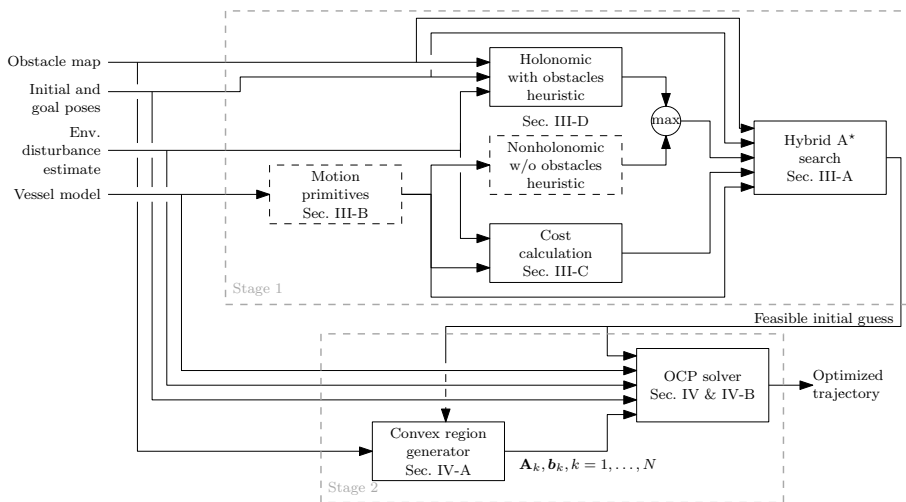 Obstacle map
Initial and
goal poses
Env.
disturbance
estimate
Vessel model
Motion
primitives
Sec. III-B
Holonomic
with obstacles
heuristic
Sec. III-D
Nonholonomic
w/o obstacles
heuristic
max
Cost
calculation
Sec. III-C
Hybrid A⋆
search
Sec. III-A
Stage 1
Feasible initial guess
OCP solver
Sec. IV & IV-B
Optimized
trajectory
Convex region
generator
Sec. IV-A
A_k, b_k, k = 1, . . . , N
Stage 2